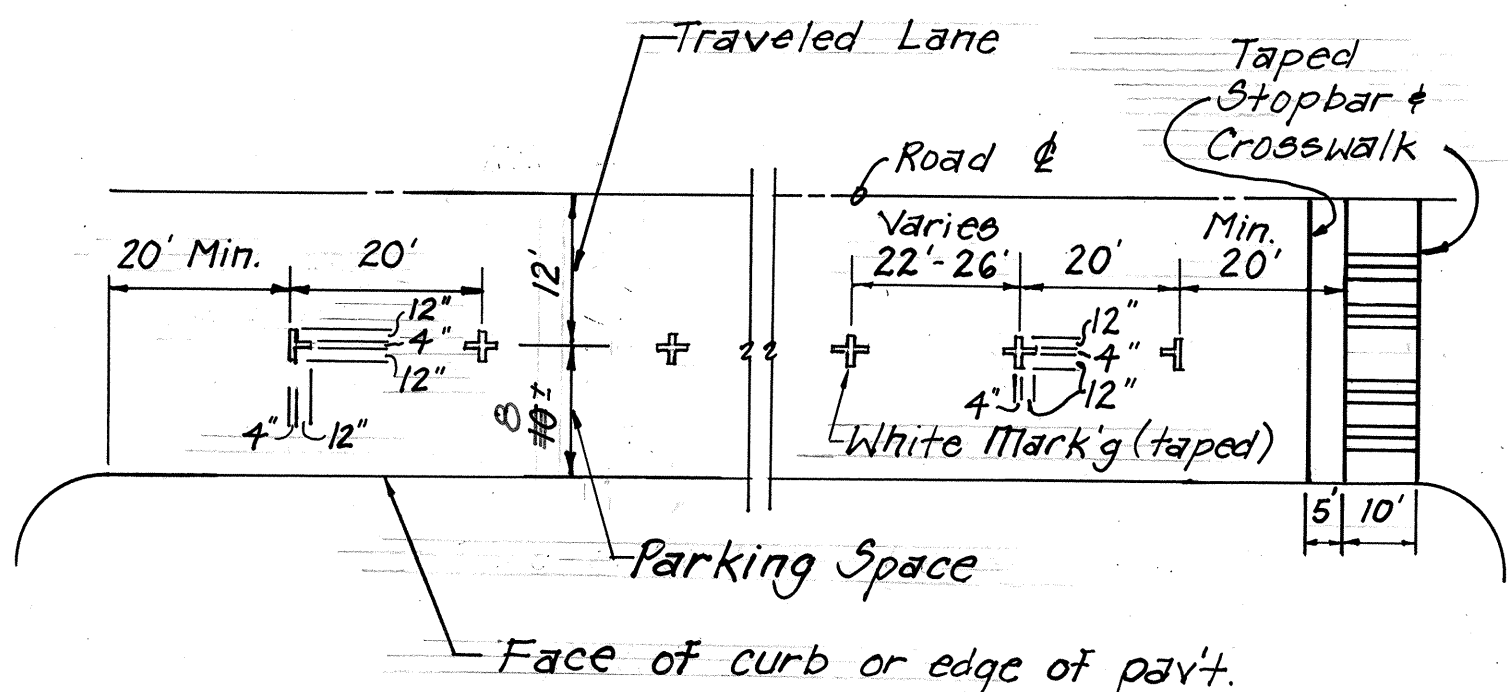 Traveled Lane
Taped
Stopbar &
Crosswalk
Road ℄
Varies
22'-26'
20'
Min.
20'
20' Min.
20'
12'
12"
4"
12"
4"
12"
12"
4"
12"
4"
8
10'±
White Mark'g (taped)
5'
10'
Parking Space
Face of curb or edge of pav't.